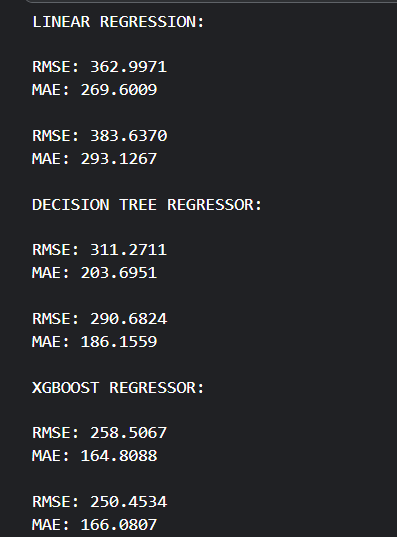 LINEAR REGRESSION:
RMSE: 362.9971
MAE: 269.6009
RMSE: 383.6370
MAE: 293.1267
DECISION TREE REGRESSOR:
RMSE: 311.2711
MAE: 203.6951
RMSE: 290.6824
MAE: 186.1559
XGBOOST REGRESSOR:
RMSE: 258.5067
MAE: 164.8088
RMSE: 250.4534
MAE: 166.0807